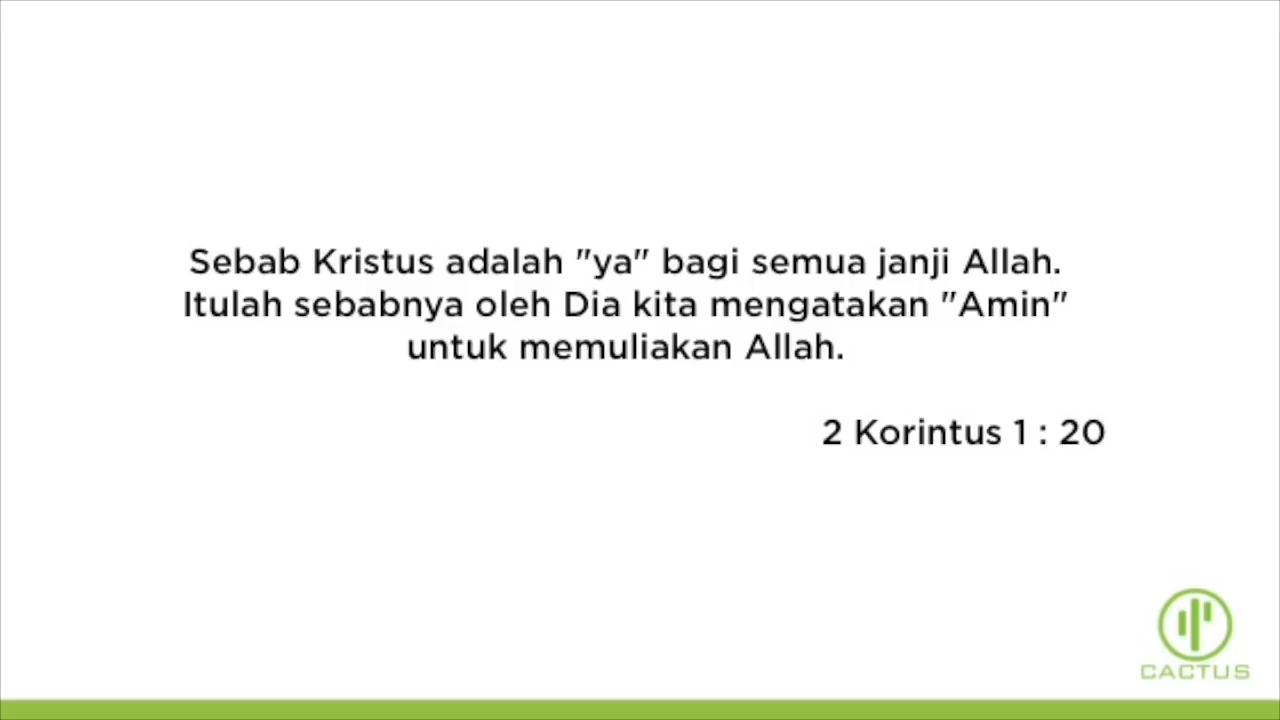 Sebab Kristus adalah "ya" bagi semua janji Allah.
Itulah sebabnya oleh Dia kita mengatakan "Amin"
untuk memuliakan Allah.
2 Korintus 1 : 20
CACTUS